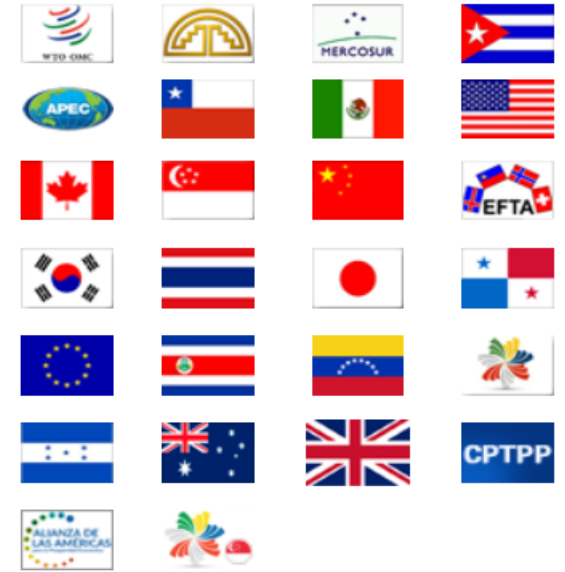 WTO OMC
MERCOSUR
APEC
EFTA
CPTPP
ALIANZA DE
LAS AMÉRICAS